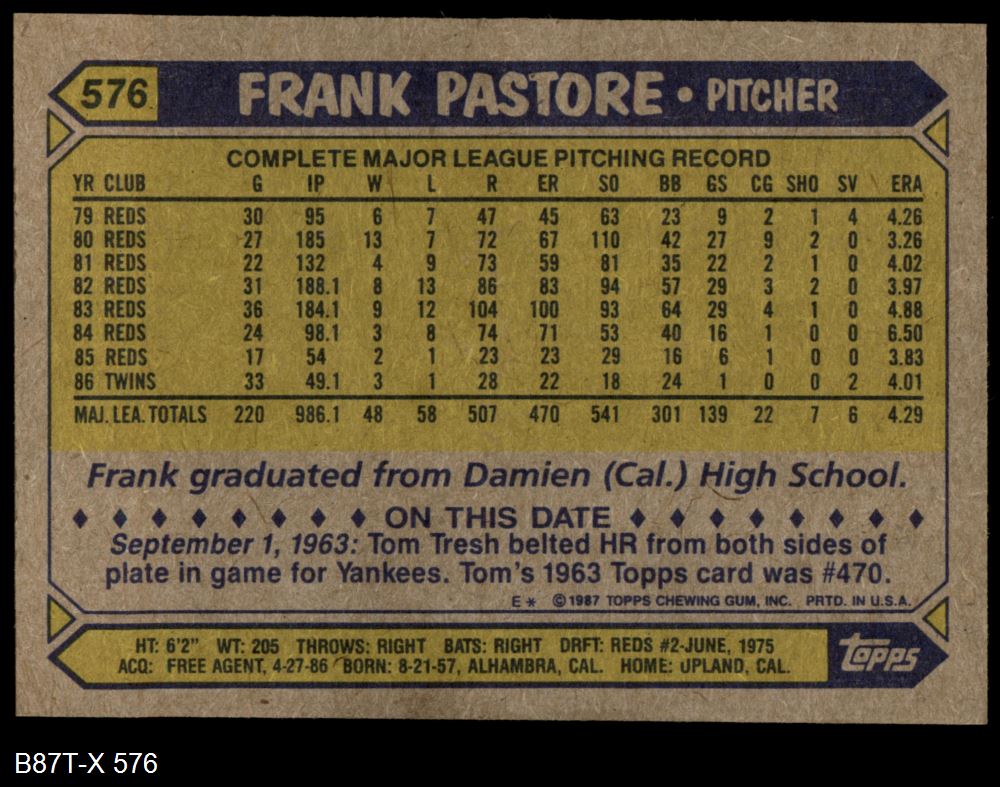 576 FRANK PASTORE • PITCHER
COMPLETE MAJOR LEAGUE PITCHING RECORD
YR CLUB G IP W L R ER SO BB GS CG SHO SV ERA
79 REDS 30 95 6 7 47 45 63 23 9 2 1 4 4.26
80 REDS 27 185 13 7 72 67 110 42 27 9 2 0 3.26
81 REDS 22 132 4 9 73 59 81 35 22 2 1 0 4.02
82 REDS 31 188.1 8 13 86 83 94 57 29 3 2 0 3.97
83 REDS 36 184.1 9 12 104 100 93 64 29 4 1 0 4.88
84 REDS 24 98.1 3 8 74 71 53 40 16 1 0 0 6.50
85 REDS 17 54 2 1 23 23 29 16 6 1 0 0 3.83
86 TWINS 33 49.1 3 1 28 22 18 24 1 0 0 2 4.01
MAJ. LEA. TOTALS 220 986.1 48 58 507 470 541 301 139 22 7 6 4.29
Frank graduated from Damien (Cal.) High School.
♦ ♦ ♦ ♦ ♦ ♦ ♦ ♦ ON THIS DATE ♦ ♦ ♦ ♦ ♦ ♦ ♦ ♦
September 1, 1963: Tom Tresh belted HR from both sides of
plate in game for Yankees. Tom's 1963 Topps card was #470.
E* ©1987 TOPPS CHEWING GUM, INC. PRTD. IN U.S.A.
HT: 6'2" WT: 205 THROWS: RIGHT BATS: RIGHT DRFT: REDS #2-JUNE, 1975
ACQ: FREE AGENT, 4-27-86 BORN: 8-21-57, ALHAMBRA, CAL. HOME: UPLAND, CAL.
topps
B87T-X 576